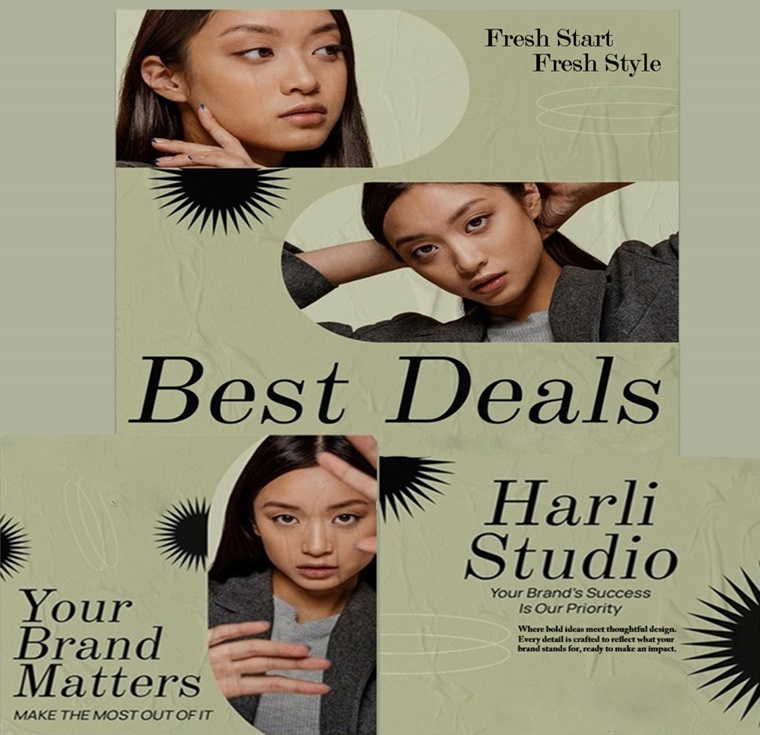 Fresh Start
Fresh Style
Best Deals
Your
Brand
Matters
MAKE THE MOST OUT OF IT
Harli
Studio
Your Brand's Success
Is Our Priority
Where bold ideas meet thoughtful design.
Every detail is crafted to reflect what your
brand stands for, ready to make an impact.